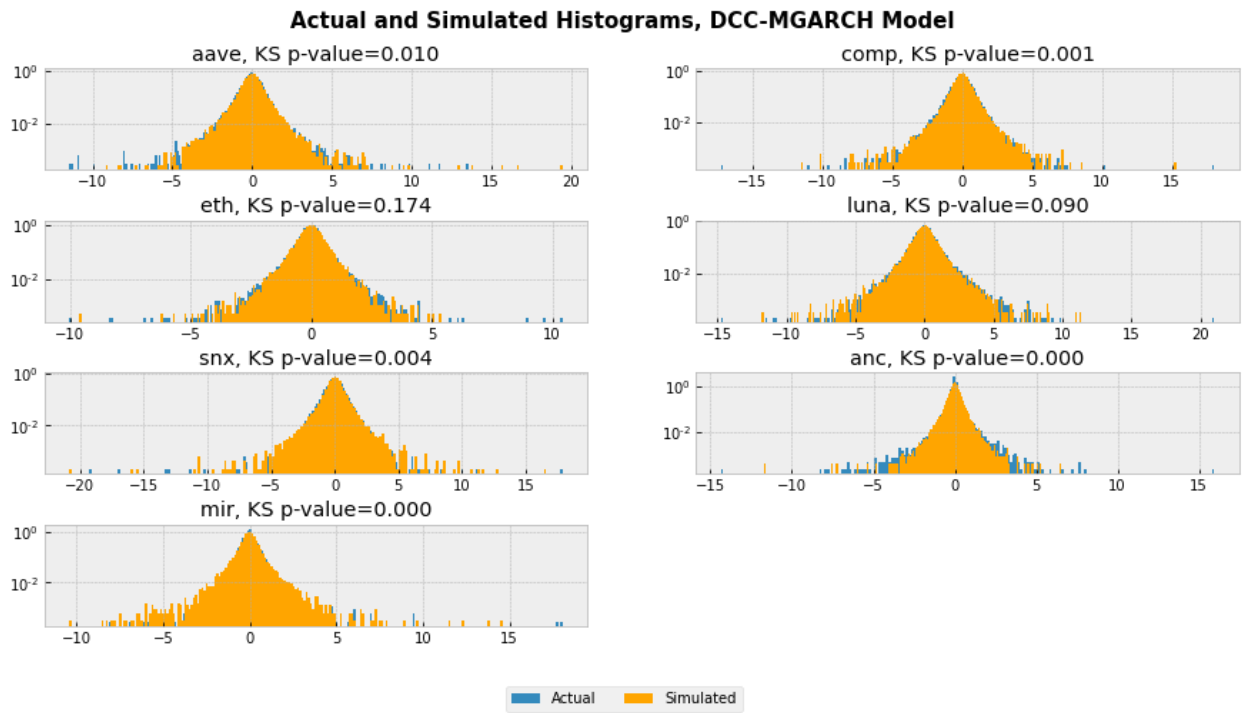 Actual and Simulated Histograms, DCC-MGARCH Model
aave, KS p-value=0.010
10⁰
10⁻²
−10 −5 0 5 10 15 20
comp, KS p-value=0.001
10⁰
10⁻²
−15 −10 −5 0 5 10 15
eth, KS p-value=0.174
10⁰
10⁻²
−10 −5 0 5 10
luna, KS p-value=0.090
10⁰
10⁻²
−15 −10 −5 0 5 10 15 20
snx, KS p-value=0.004
10⁰
10⁻²
−20 −15 −10 −5 0 5 10 15
anc, KS p-value=0.000
10⁰
10⁻²
−15 −10 −5 0 5 10 15
mir, KS p-value=0.000
10⁰
10⁻²
−10 −5 0 5 10 15
Actual Simulated